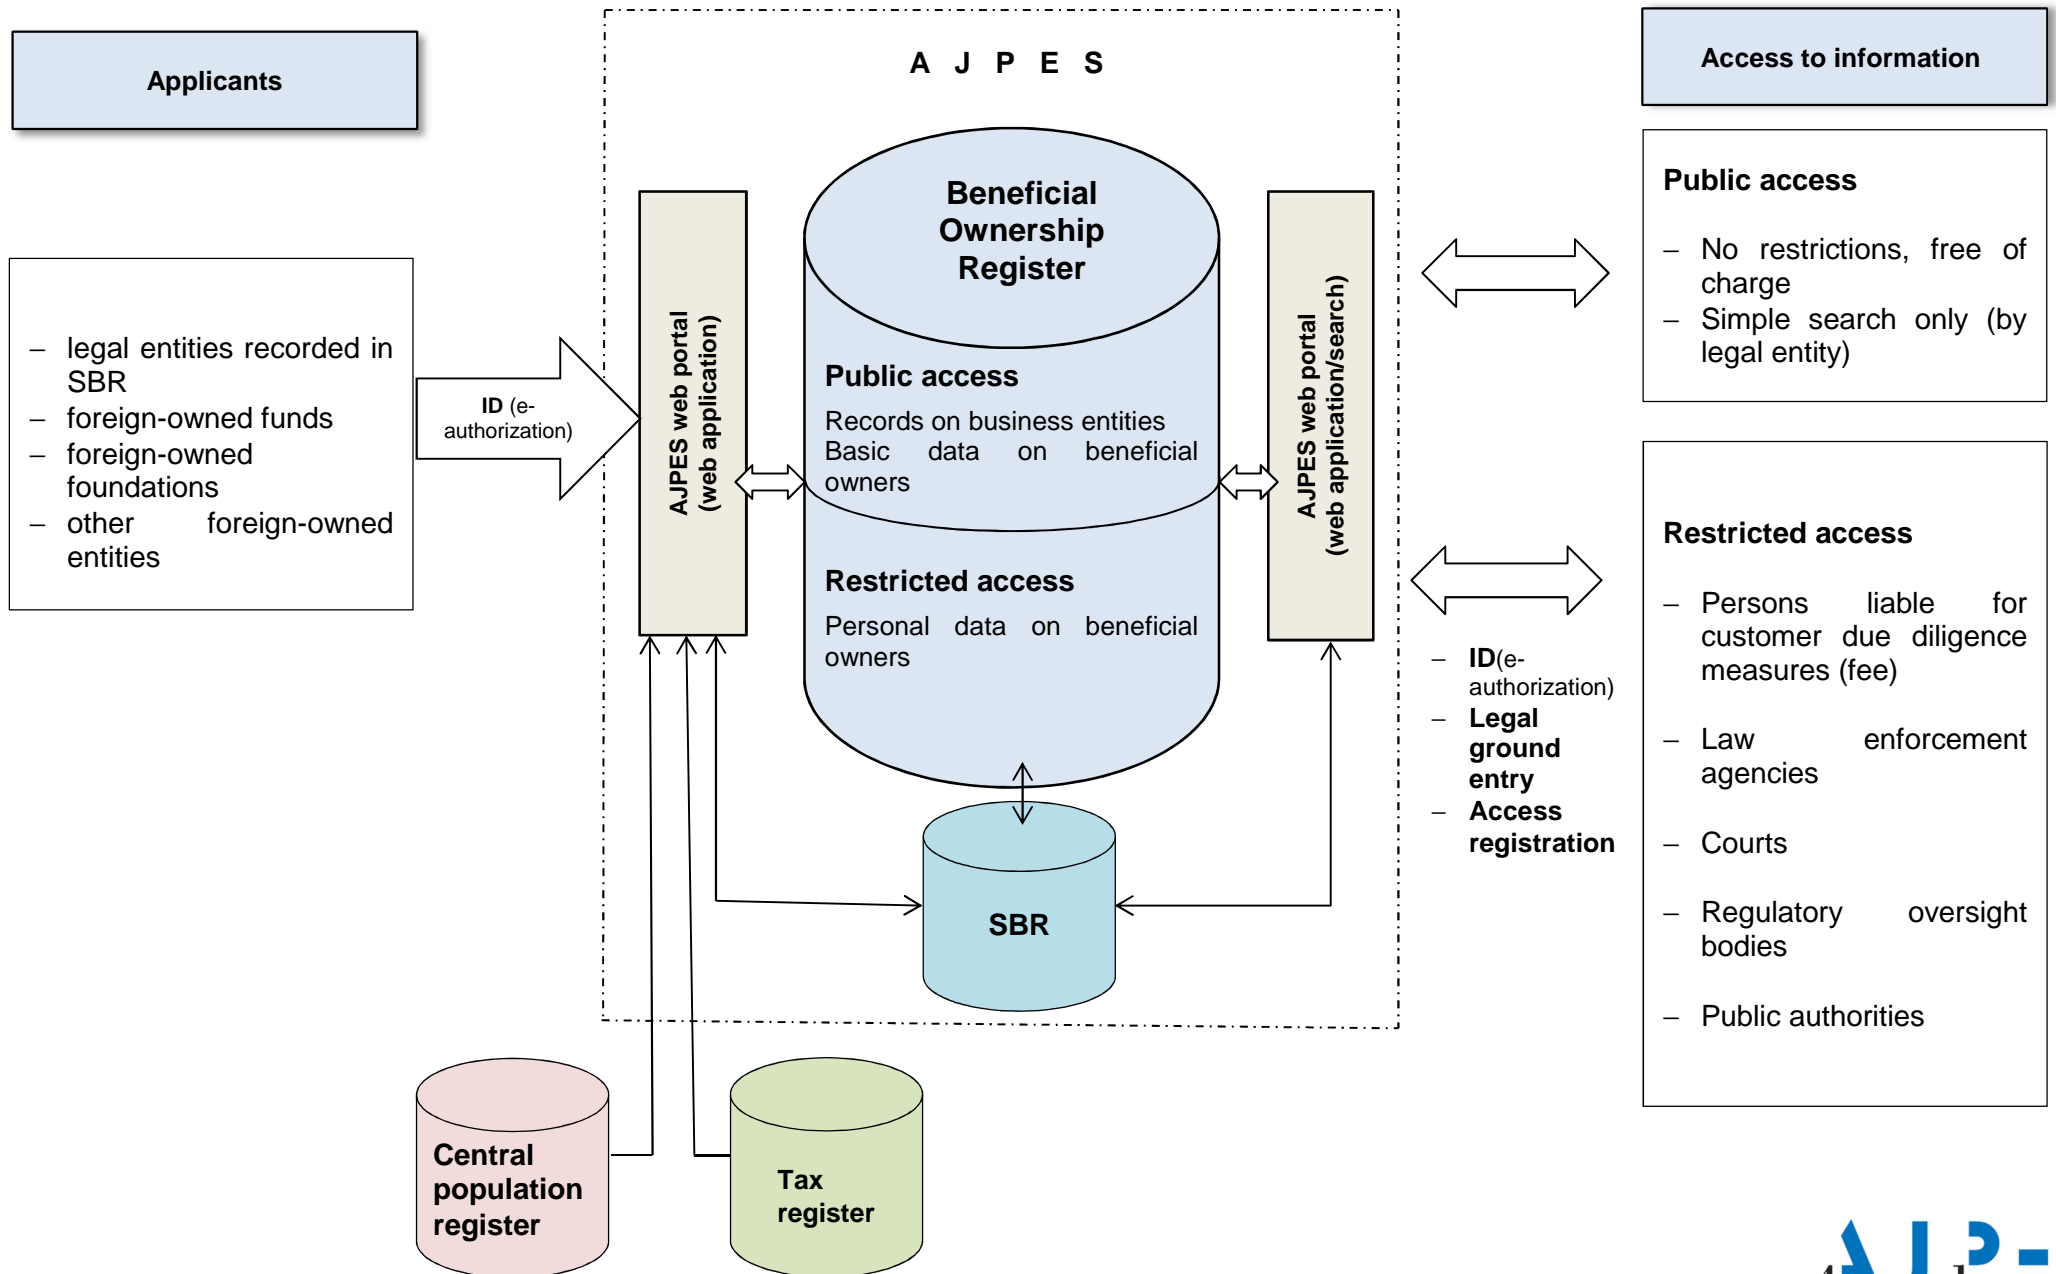 Applicants
– legal entities recorded in
SBR
– foreign-owned funds
– foreign-owned
foundations
– other foreign-owned
entities
ID (e-
authorization)
A J P E S
AJPES web portal
(web application)
Beneficial
Ownership
Register
Public access
Records on business entities
Basic data on beneficial
owners
Restricted access
Personal data on beneficial
owners
AJPES web portal
(web application/search)
SBR
Central
population
register
Tax
register
– ID(e-
authorization)
– Legal
ground
entry
– Access
registration
Access to information
Public access
– No restrictions, free of
charge
– Simple search only (by
legal entity)
Restricted access
– Persons liable for
customer due diligence
measures (fee)
– Law enforcement
agencies
– Courts
– Regulatory oversight
bodies
– Public authorities